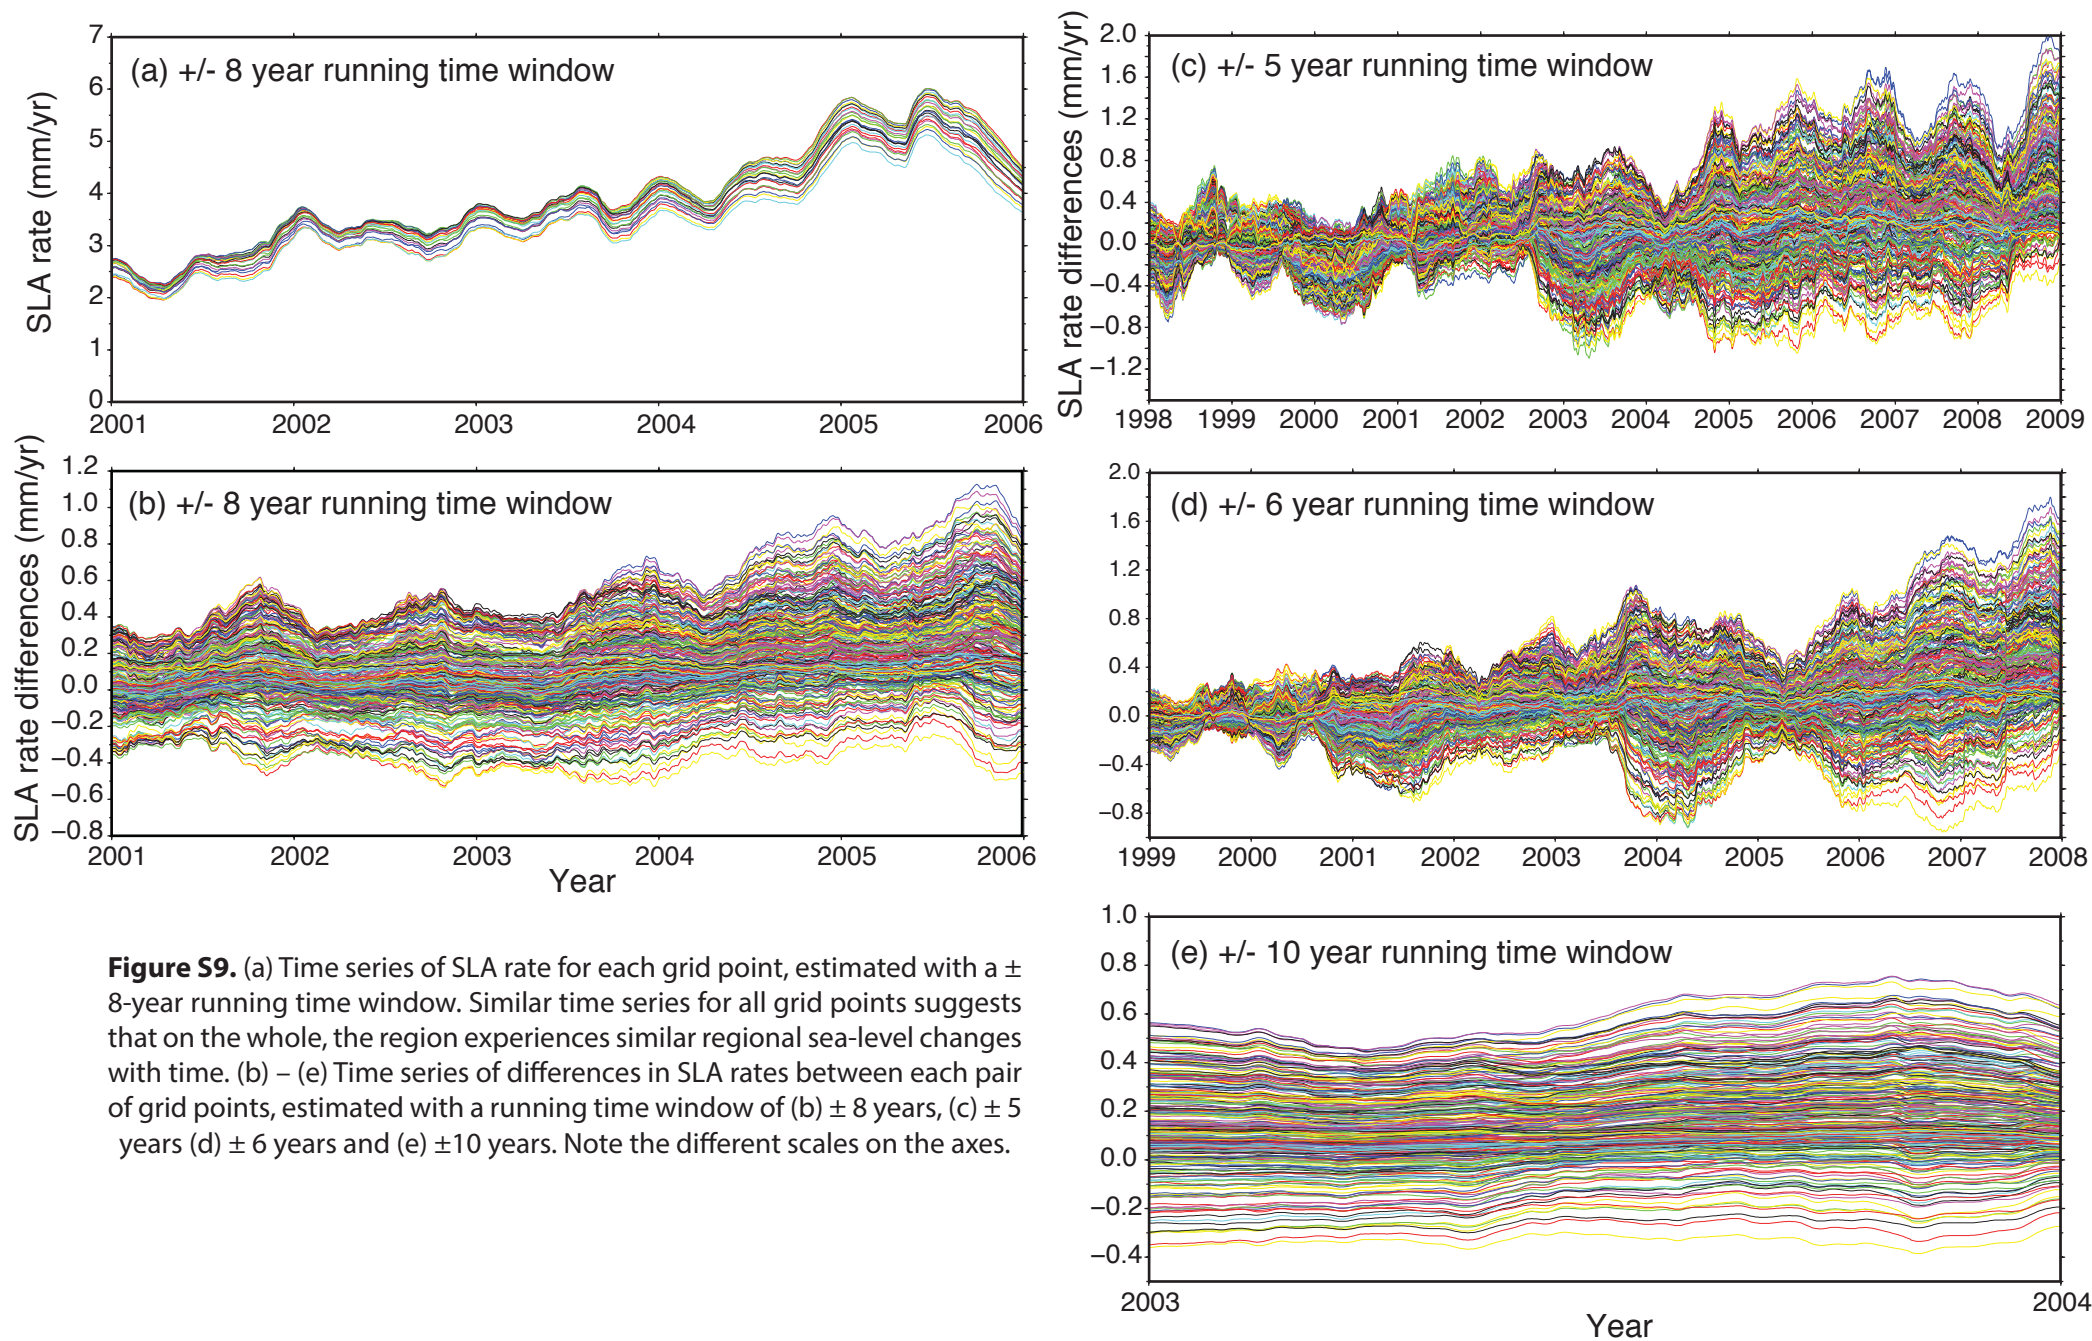 (a) +/- 8 year running time window
SLA rate (mm/yr)
7
6
5
4
3
2
1
0
2001 2002 2003 2004 2005 2006
(b) +/- 8 year running time window
SLA rate differences (mm/yr)
1.2
1.0
0.8
0.6
0.4
0.2
0.0
−0.2
−0.4
−0.6
−0.8
2001 2002 2003 2004 2005 2006
Year
(c) +/- 5 year running time window
SLA rate differences (mm/yr)
2.0
1.6
1.2
0.8
0.4
0.0
−0.4
−0.8
−1.2
1998 1999 2000 2001 2002 2003 2004 2005 2006 2007 2008 2009
(d) +/- 6 year running time window
2.0
1.6
1.2
0.8
0.4
0.0
−0.4
−0.8
1999 2000 2001 2002 2003 2004 2005 2006 2007 2008
(e) +/- 10 year running time window
1.0
0.8
0.6
0.4
0.2
0.0
−0.2
−0.4
2003 2004
Year
Figure S9. (a) Time series of SLA rate for each grid point, estimated with a ±
8-year running time window. Similar time series for all grid points suggests
that on the whole, the region experiences similar regional sea-level changes
with time. (b) – (e) Time series of differences in SLA rates between each pair
of grid points, estimated with a running time window of (b) ± 8 years, (c) ± 5
years (d) ± 6 years and (e) ±10 years. Note the different scales on the axes.